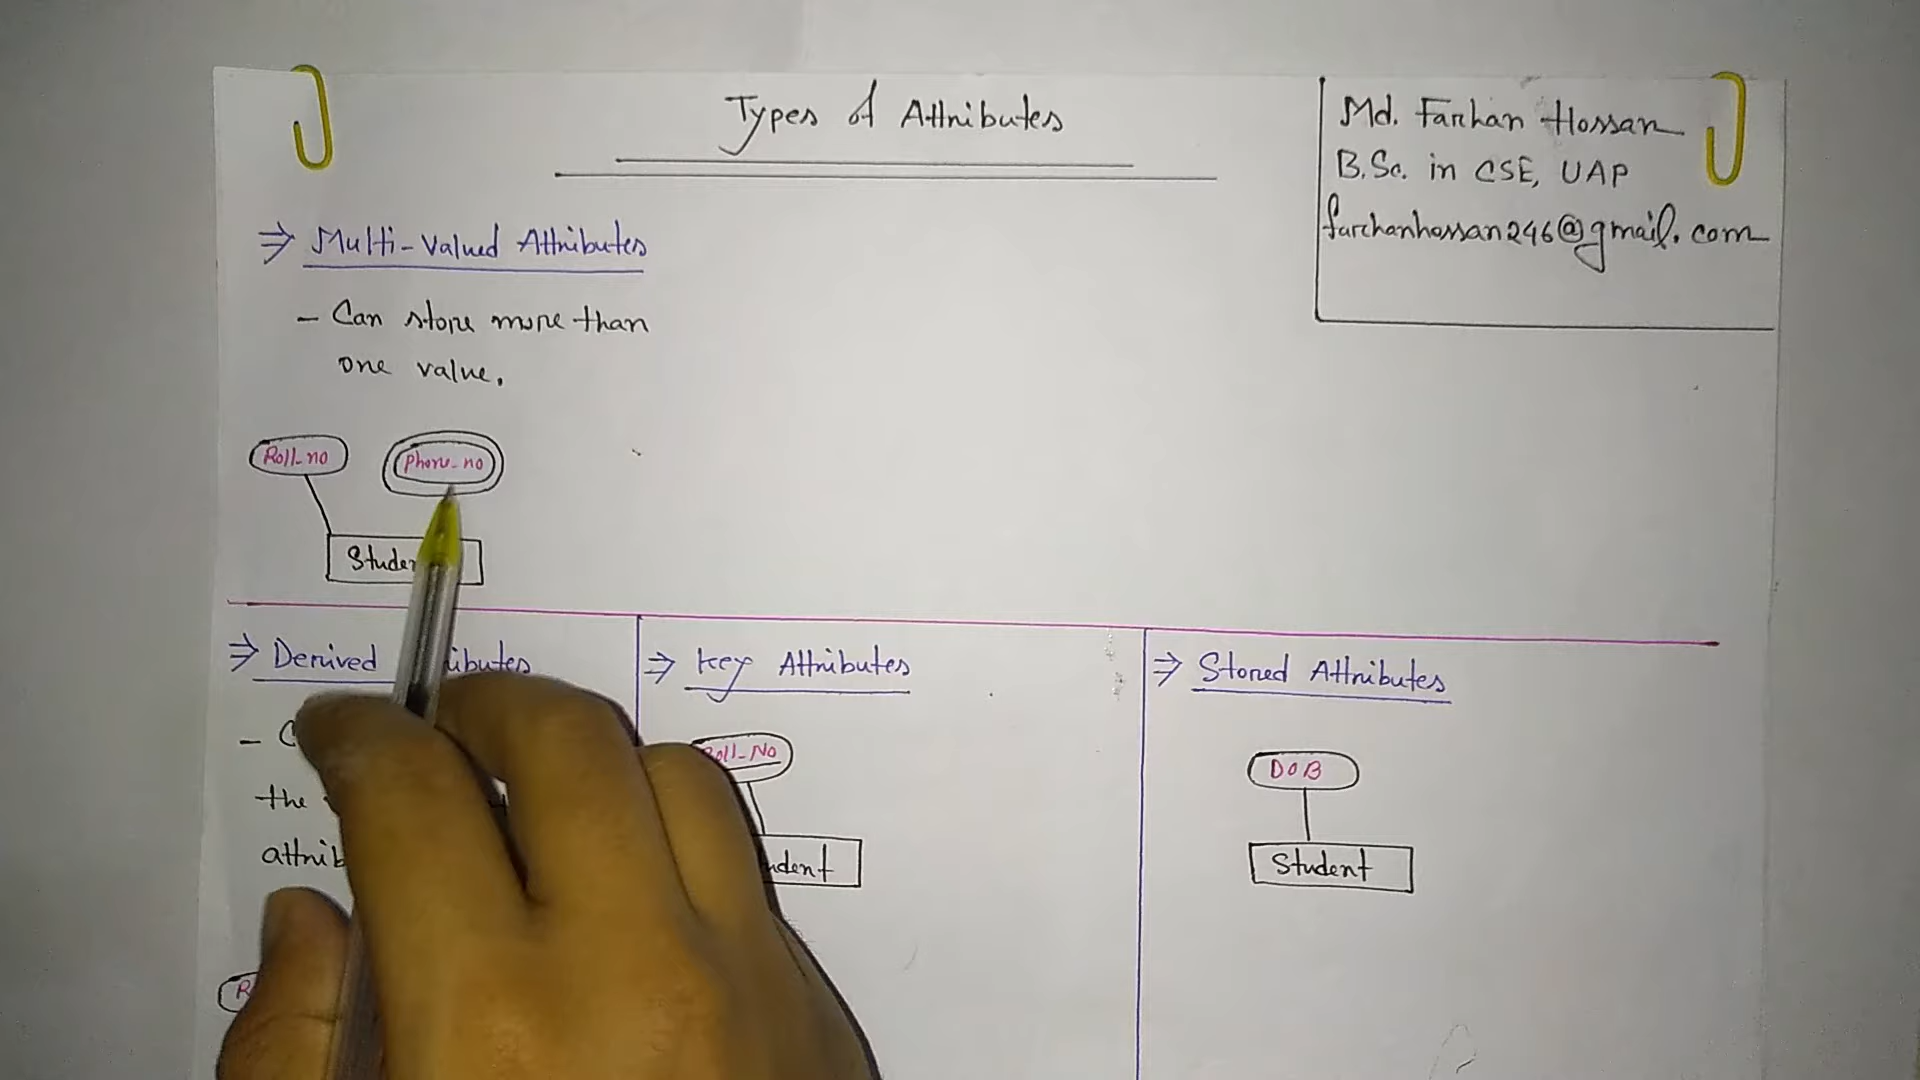 Types of Attributes
Md. Farhan Hossan
B.Sc. in CSE, UAP
farhanhossan246@gmail.com
⇒ Multi-Valued Attributes
- Can store more than
one value.
Roll_no
Phone_no
⇒ Derived
⇒ Key Attributes
Roll_No
⇒ Stored Attributes
DOB
Student
the